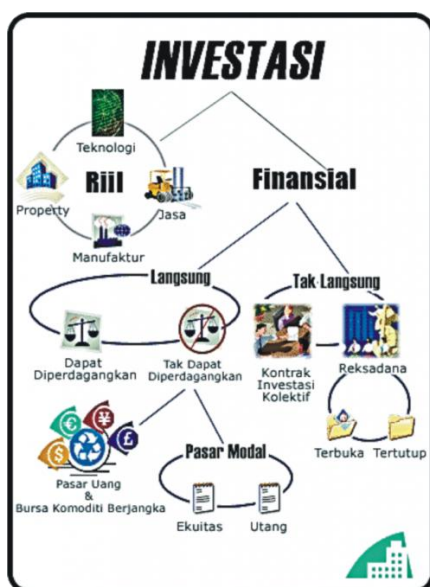 INVESTASI
Teknologi
Riil
Property
Jasa
Manufaktur
Finansial
Langsung
Dapat
Diperdagangkan
Tak Dapat
Diperdagangkan
Tak Langsung
Kontrak
Investasi
Kolektif
Reksadana
Terbuka
Tertutup
€
¥
$
£
Pasar Uang
&
Bursa Komoditi Berjangka
Pasar Modal
Ekuitas
Utang